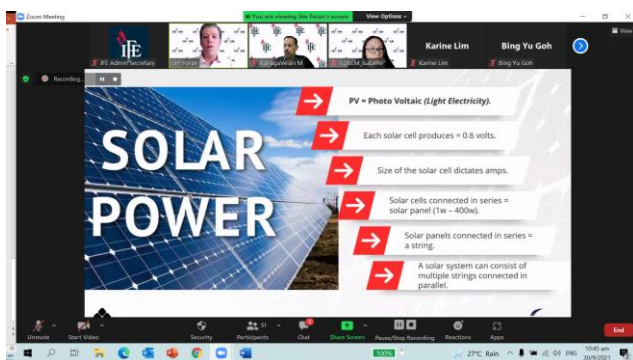 Zoom Meeting
You are viewing Jim Foran's screen
View Options
View
IFE
IFE Admin Secretary
Jim Foran
KanagaVelan M
Karine Lim
Karine Lim
Bing Yu Goh
Bing Yu Goh
Recording...
SOLAR
POWER
PV = Photo Voltaic (Light Electricity).
Each solar cell produces = 0.6 volts.
Size of the solar cell dictates amps.
Solar cells connected in series =
solar panel (1w – 400w).
Solar panels connected in series =
a string.
A solar system can consist of
multiple strings connected in
parallel.
Unmute
Start Video
Security
Participants
51
Chat
Share Screen
Pause/Stop Recording
Reactions
Apps
End
100%
27°C Rain
ENG
10:45 am
30/9/2021